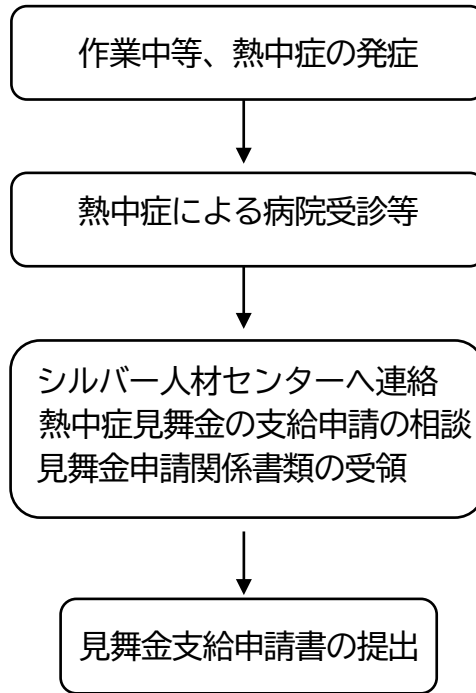 作業中等、熱中症の発症
熱中症による病院受診等
シルバー人材センターへ連絡
熱中症見舞金の支給申請の相談
見舞金申請関係書類の受領
見舞金支給申請書の提出